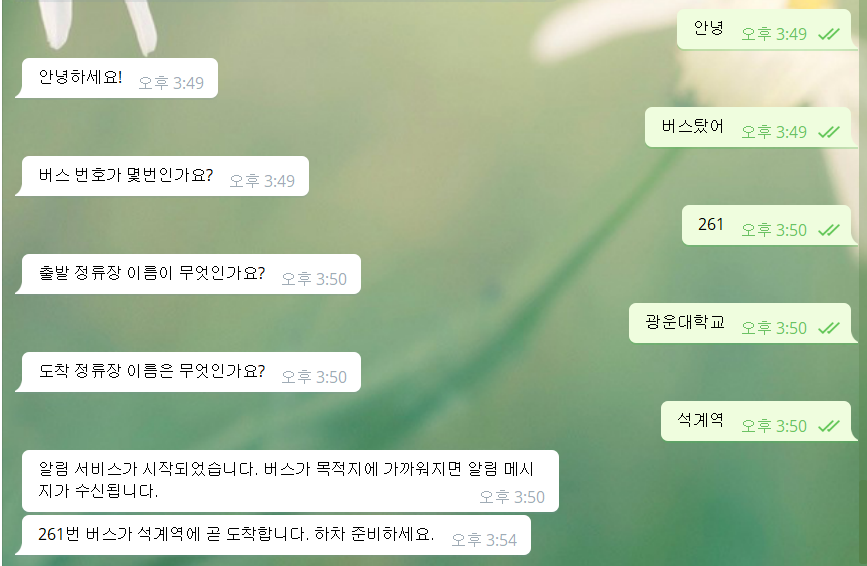 안녕 오후 3:49
안녕하세요! 오후 3:49
버스탔어 오후 3:49
버스 번호가 몇번인가요? 오후 3:49
261 오후 3:50
출발 정류장 이름이 무엇인가요? 오후 3:50
광운대학교 오후 3:50
도착 정류장 이름은 무엇인가요? 오후 3:50
석계역 오후 3:50
알림 서비스가 시작되었습니다. 버스가 목적지에 가까워지면 알림 메시
지가 수신됩니다. 오후 3:50
261번 버스가 석계역에 곧 도착합니다. 하차 준비하세요. 오후 3:54